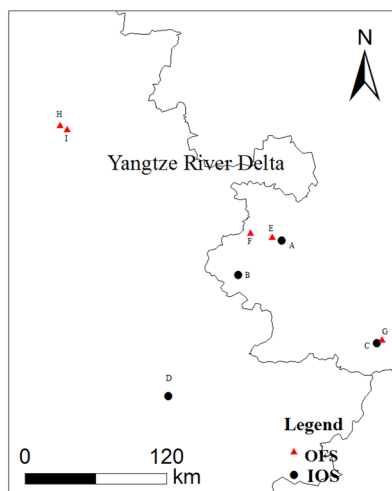 N
H
I
Yangtze River Delta
E
F
A
B
G
C
D
Legend
0 120
OFS
km
IOS